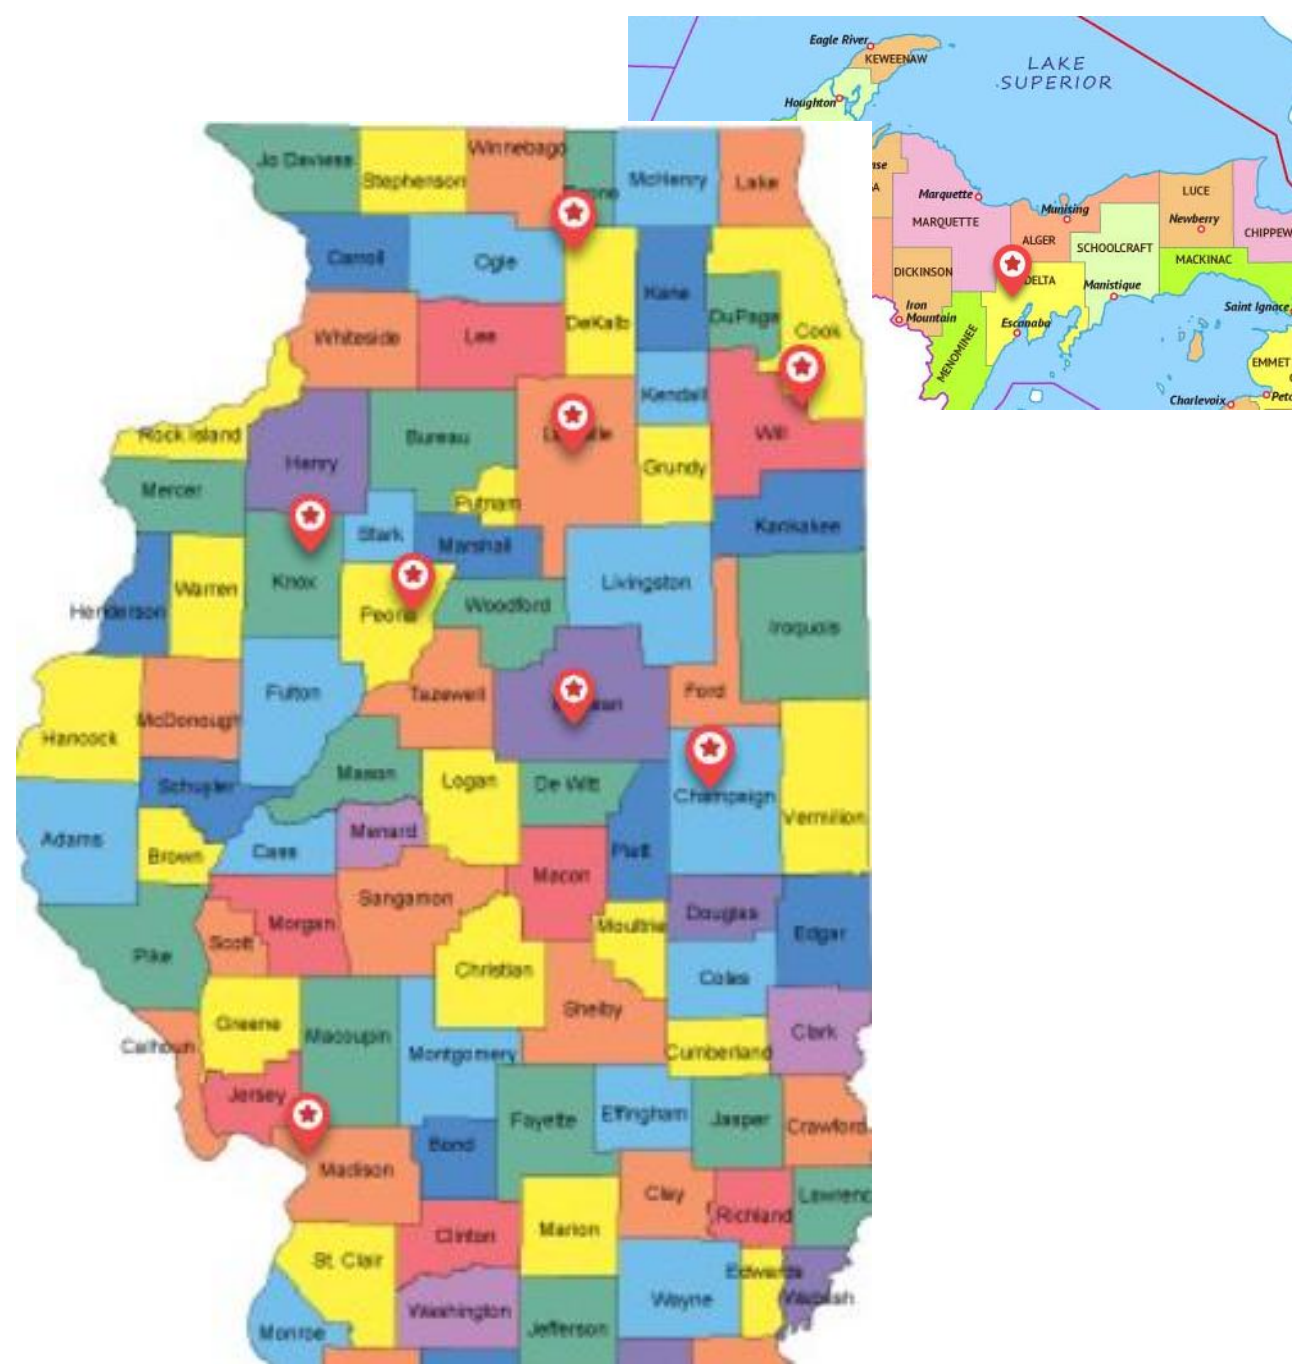 Eagle River
KEWEENAW
LAKE
SUPERIOR
Houghton
Marquette
MARQUETTE
Munising
ALGER
LUCE
Newberry
CHIPPEW
SCHOOLCRAFT
MACKINAC
DICKINSON
DELTA
Manistique
Iron
Mountain
Escanaba
Saint Ignace
MENOMINEE
EMMET
Charlevoix
Peto
Jo Daviess
Stephenson
Winnebago
McHenry
Lake
Carroll
Ogle
Kane
DeKalb
DuPage
Cook
Whiteside
Lee
Kendall
Rock Island
Henry
Bureau
Will
Mercer
Putnam
Grundy
Stark
Marshall
Kankakee
Knox
Warren
Henderson
Peoria
Woodford
Livingston
Iroquois
Fulton
Tazewell
Ford
McDonough
Hancock
Schuyler
Mason
Logan
De Witt
Champaign
Vermilion
Adams
Brown
Cass
Menard
Piatt
Macon
Sangamon
Morgan
Scott
Douglas
Moultrie
Edgar
Pike
Christian
Coles
Shelby
Greene
Macoupin
Clark
Calhoun
Montgomery
Cumberland
Jersey
Fayette
Effingham
Jasper
Crawford
Bond
Madison
Clay
Richland
Lawrenc
Clinton
Marion
St. Clair
Edwards
Wabash
Washington
Wayne
Monroe
Jefferson